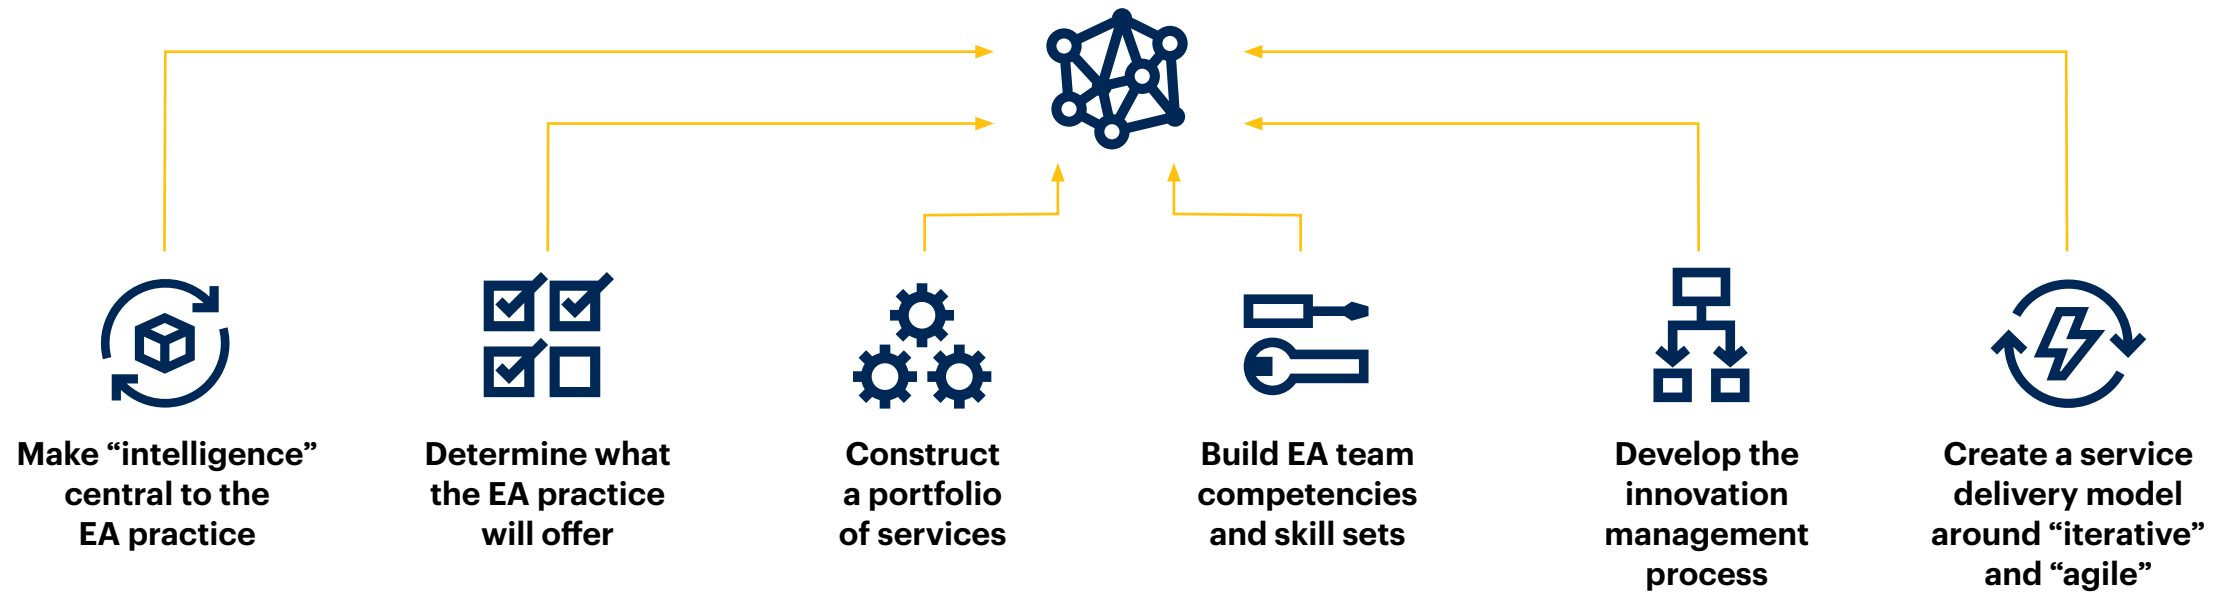 Make “intelligence”
central to the
EA practice
Determine what
the EA practice
will offer
Construct
a portfolio
of services
Build EA team
competencies
and skill sets
Develop the
innovation
management
process
Create a service
delivery model
around “iterative”
and “agile”